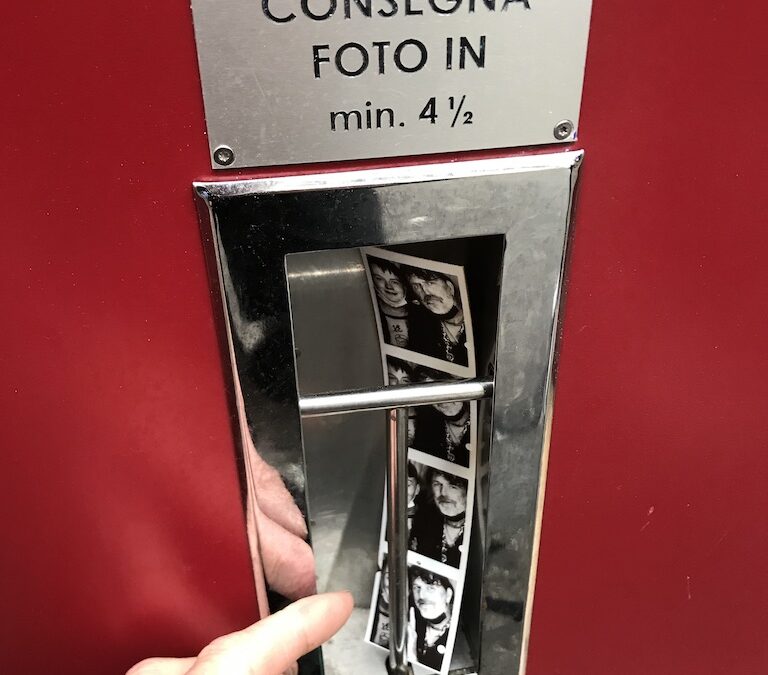 CONSEGNA
FOTO IN
min. 4 ½